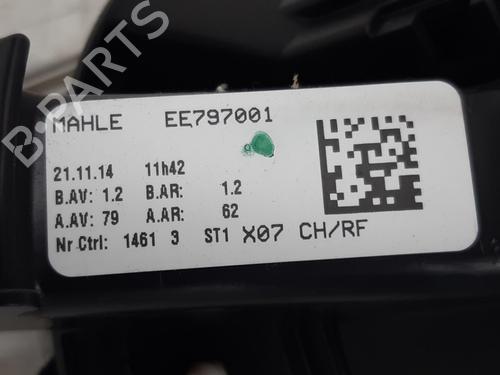 MAHLE EE797001
21.11.14 11h42
B.AV: 1.2 B.AR: 1.2
A.AV: 79 A.AR: 62
Nr Ctrl: 1461 3 ST1 X07 CH/RF
B-PARTS